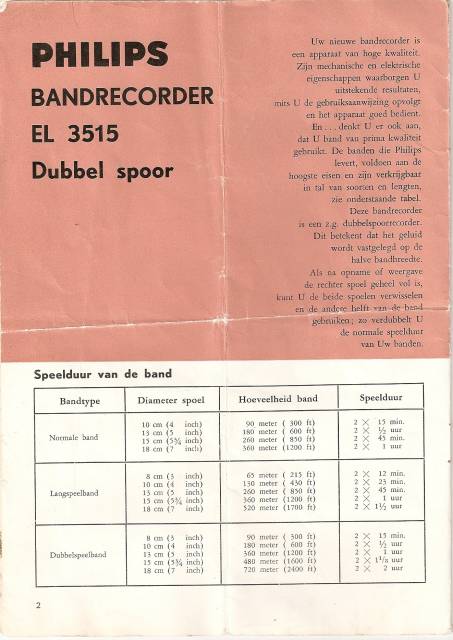 PHILIPS
BANDRECORDER
EL 3515
Dubbel spoor
Uw nieuwe bandrecorder is
een apparaat van hoge kwaliteit.
Zijn mechanische en elektrische
eigenschappen waarborgen U
uitstekende resultaten,
mits U de gebruiksaanwijzing opvolgt
en het apparaat goed bedient.
En . . . denkt U er ook aan,
dat U band van prima kwaliteit
gebruikt. De banden die Philips
levert, voldoen aan de
hoogste eisen en zijn verkrijgbaar
in tal van soorten en lengten,
zie onderstaande tabel.
Deze bandrecorder
is een z.g. dubbelspoorrecorder.
Dit betekent dat het geluid
wordt vastgelegd op de
halve bandbreedte.
Als na opname of weergave
de rechter spoel geheel vol is,
kunt U de beide spoelen verwisselen
en de andere helft van de band
gebruiken; zo verdubbelt U
de normale speelduur
van Uw banden.
Speelduur van de band
Bandtype Diameter spoel Hoeveelheid band Speelduur
Normale band
10 cm (4 inch) 90 meter ( 300 ft) 2 × 15 min.
13 cm (5 inch) 180 meter ( 600 ft) 2 × ½ uur
15 cm (5¾ inch) 260 meter ( 850 ft) 2 × 45 min.
18 cm (7 inch) 360 meter (1200 ft) 2 × 1 uur
Langspeelband
8 cm (3 inch) 65 meter ( 215 ft) 2 × 12 min.
10 cm (4 inch) 130 meter ( 430 ft) 2 × 23 min.
13 cm (5 inch) 260 meter ( 850 ft) 2 × 45 min.
15 cm (5¾ inch) 360 meter (1200 ft) 2 × 1 uur
18 cm (7 inch) 520 meter (1700 ft) 2 × 1½ uur
Dubbelspeelband
8 cm (3 inch) 90 meter ( 300 ft) 2 × 15 min.
10 cm (4 inch) 180 meter ( 600 ft) 2 × ½ uur
13 cm (5 inch) 360 meter (1200 ft) 2 × 1 uur
15 cm (5¾ inch) 480 meter (1600 ft) 2 × uur
18 cm (7 inch) 720 meter (2400 ft) 2 × 2 uur
2